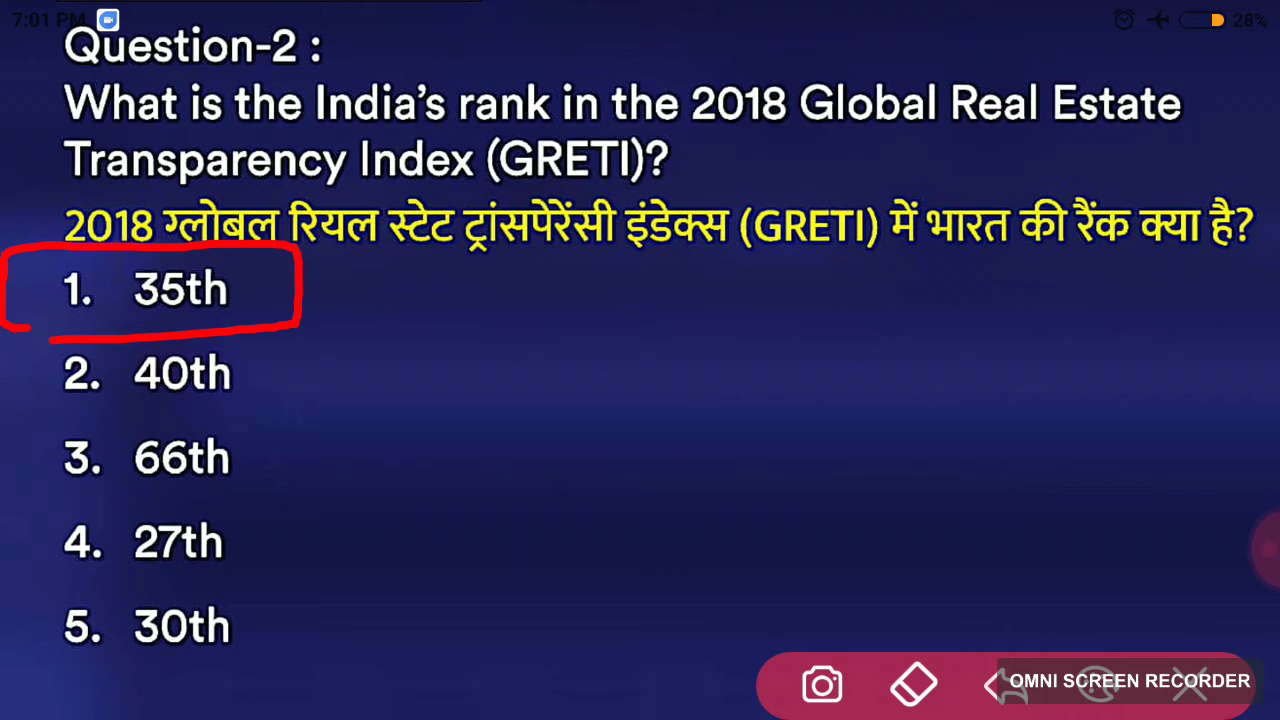 7:01 PM
28%
Question-2 :
What is the India's rank in the 2018 Global Real Estate
Transparency Index (GRETI)?
2018 ग्लोबल रियल स्टेट ट्रांसपेरेंसी इंडेक्स (GRETI) में भारत की रैंक क्या है?
1. 35th
2. 40th
3. 66th
4. 27th
5. 30th
OMNI SCREEN RECORDER